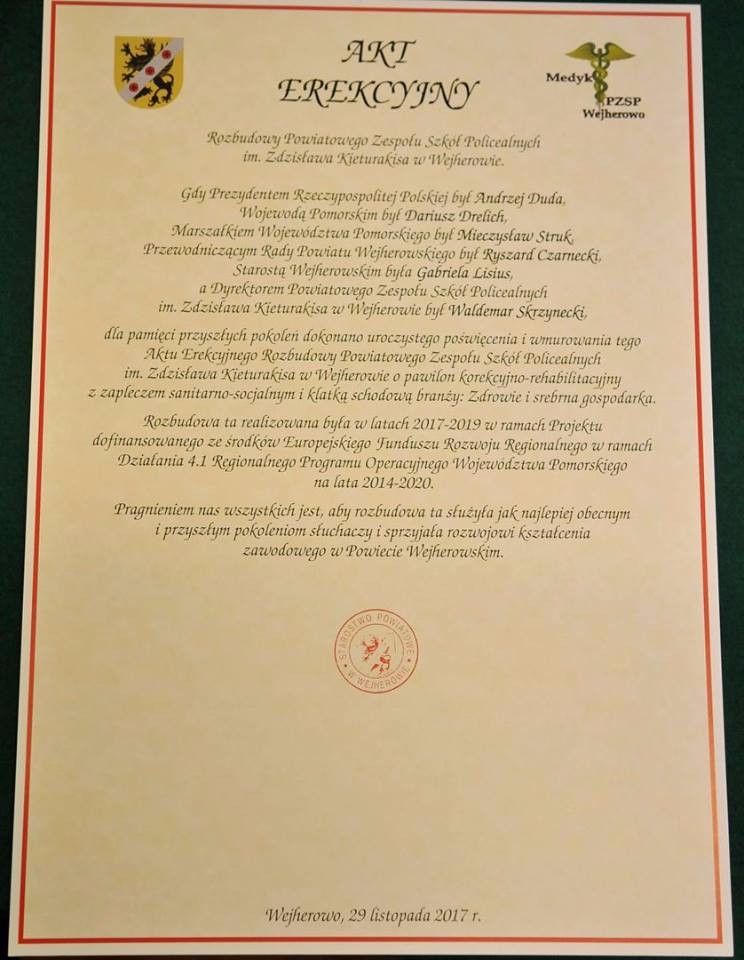 AKT
EREKCYJNY
Medyk
PZSP
Wejherowo
Rozbudowy Powiatowego Zespołu Szkół Policealnych
im. Zdzisława Kieturakisa w Wejherowie.
Gdy Prezydentem Rzeczypospolitej Polskiej był Andrzej Duda,
Wojewodą Pomorskim był Dariusz Drelich,
Marszałkiem Województwa Pomorskiego był Mieczysław Struk,
Przewodniczącym Rady Powiatu Wejherowskiego był Ryszard Czarnecki,
Starostą Wejherowskim była Gabriela Lisius,
a Dyrektorem Powiatowego Zespołu Szkół Policealnych
im. Zdzisława Kieturakisa w Wejherowie był Waldemar Skrzynecki,
dla pamięci przyszłych pokoleń dokonano uroczystego poświęcenia i wmurowania tego
Aktu Erekcyjnego Rozbudowy Powiatowego Zespołu Szkół Policealnych
im. Zdzisława Kieturakisa w Wejherowie o pawilon korekcyjno-rehabilitacyjny
z zapleczem sanitarno-socjalnym i klatką schodową branży: Zdrowie i srebrna gospodarka.
Rozbudowa ta realizowana była w latach 2017-2019 w ramach Projektu
dofinansowanego ze środków Europejskiego Funduszu Rozwoju Regionalnego w ramach
Działania 4.1 Regionalnego Programu Operacyjnego Województwa Pomorskiego
na lata 2014-2020.
Pragnieniem nas wszystkich jest, aby rozbudowa ta służyła jak najlepiej obecnym
i przyszłym pokoleniom słuchaczy i sprzyjała rozwojowi kształcenia
zawodowego w Powiecie Wejherowskim.
STAROSTWO POWIATOWE
W WEJHEROWIE
Wejherowo, 29 listopada 2017 r.